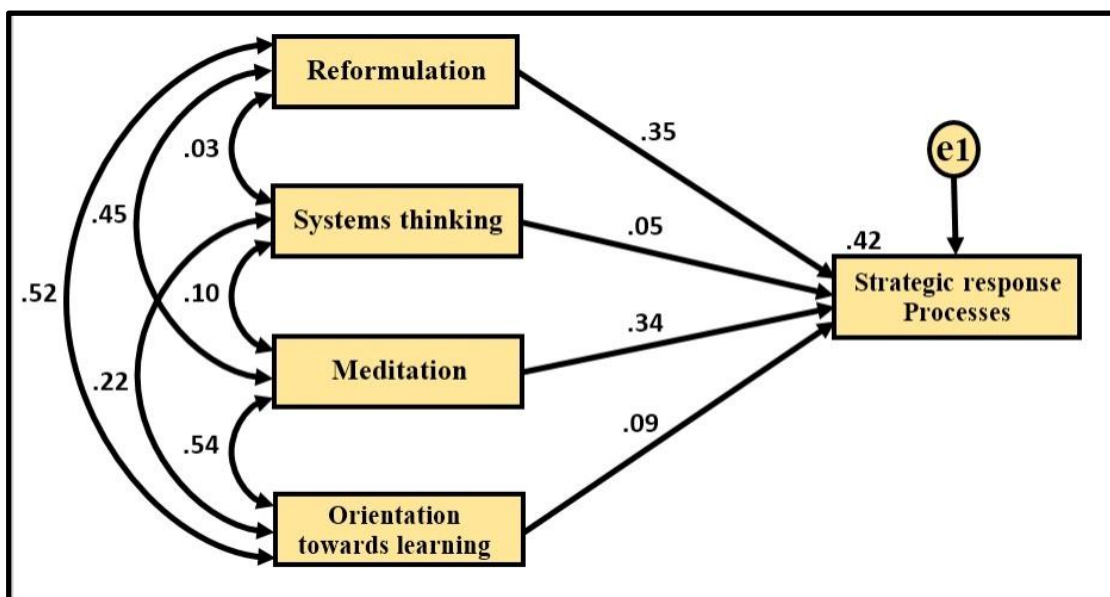 Reformulation
.35
e1
.03
.45
Systems thinking
.05
.42
.52
.10
Strategic response
Processes
.34
.22
Meditation
.09
.54
Orientation
towards learning